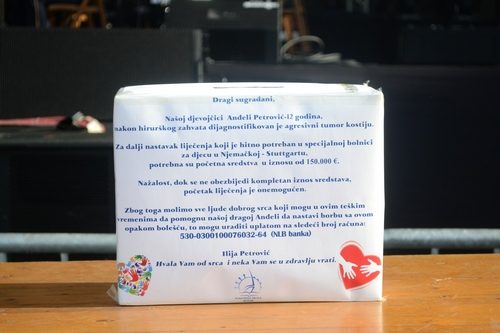 Dragi sugrađani,
Našoj djevojčici Anđeli Petrović-12 godina,
nakon hirurškog zahvata dijagnostifikovan je agresivni tumor kostiju.
Za dalji nastavak liječenja koji je hitno potreban u specijalnoj bolnici
za djecu u Njemačkoj - Stuttgartu,
potrebna su početna sredstva u iznosu od 150.000 €.
Nažalost, dok se ne obezbijedi kompletan iznos sredstava,
početak liječenja je onemogućen.
Zbog toga molimo sve ljude dobrog srca koji mogu u ovim teškim
vremenima da pomognu našoj dragoj Anđeli da nastavi borbu sa ovom
opakom bolešću, to mogu uraditi uplatom na sledeći broj računa:
530-0300100076032-64 (NLB banka)
Ilija Petrović
Hvala Vam od srca i neka Vam se u zdravlju vrati.